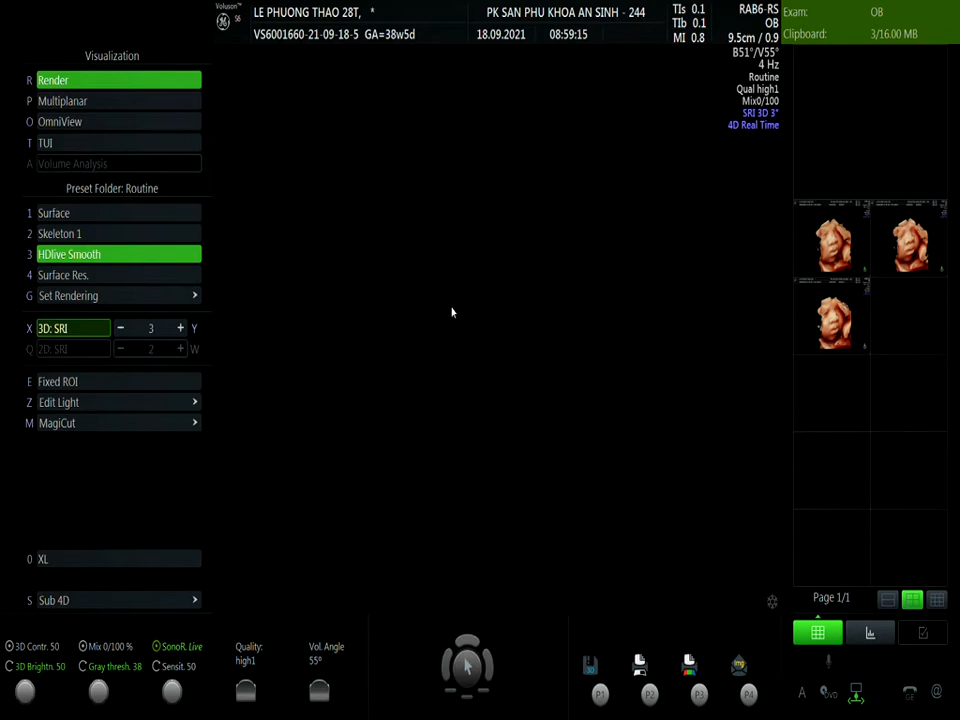 Voluson™
S6
LE PHUONG THAO 28T, *
PK SAN PHU KHOA AN SINH - 244
VS6001660-21-09-18-5 GA=38w5d
18.09.2021 08:59:15
TIs 0.1
TIb 0.1
MI 0.8
RAB6-RS
OB
9.5cm / 0.9
B51°/V55°
4 Hz
Routine
Qual high1
Mix0/100
SRI 3D 3*
4D Real Time
Exam: OB
Clipboard: 3/16.00 MB
Visualization
R Render
P Multiplanar
O OmniView
T TUI
A Volume Analysis
Preset Folder: Routine
1 Surface
2 Skeleton 1
3 HDlive Smooth
4 Surface Res.
G Set Rendering >
X 3D: SRI − 3 + Y
Q 2D: SRI − 2 + W
E Fixed ROI
Z Edit Light >
M MagiCut >
0 XL
S Sub 4D >
Page 1/1
3D Contr. 50
Mix 0/100 %
SonoR. Live
3D Brightn. 50
Gray thresh. 38
Sensit. 50
Quality:
high1
Vol. Angle
55°
3D
Img
P1
P2
P3
P4
A
DVD
@